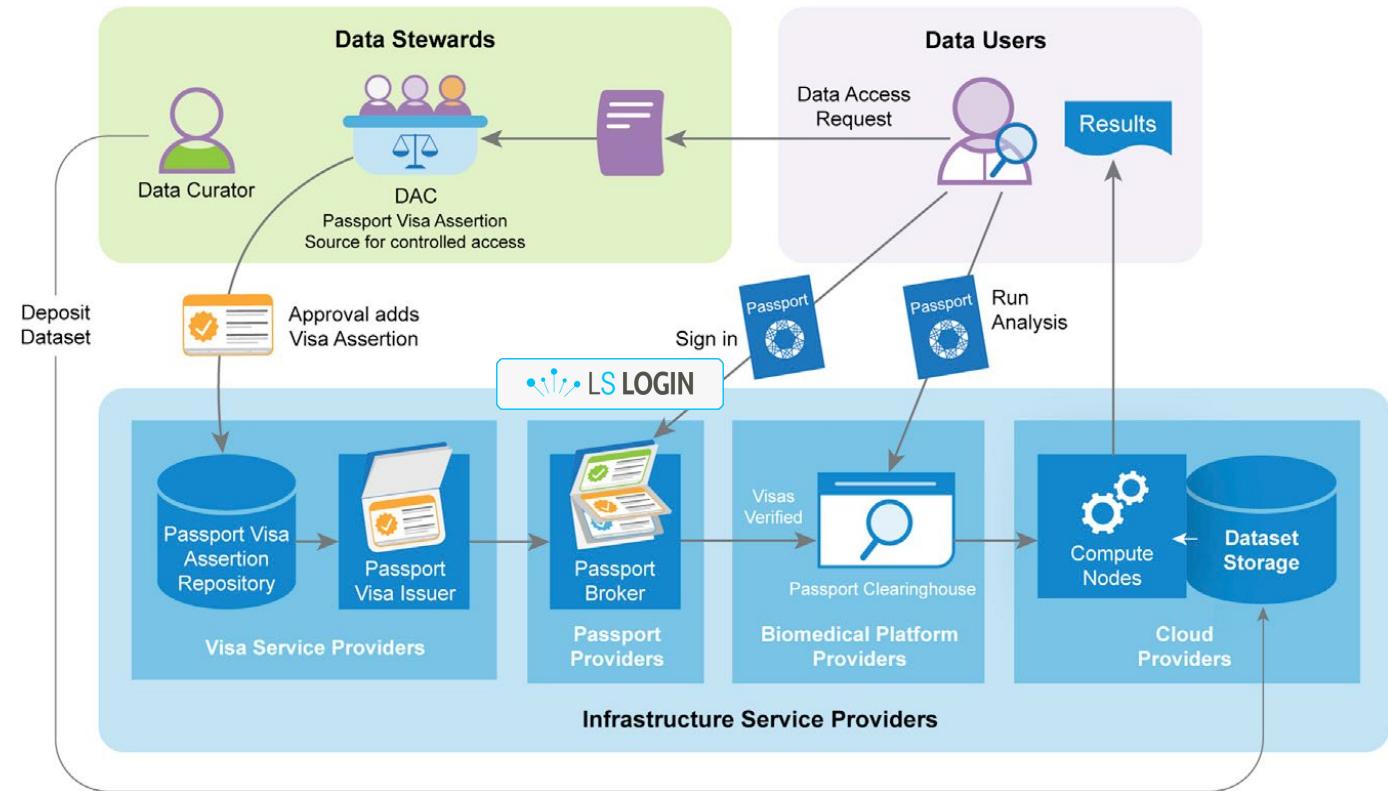 Data Stewards
Data Users
Data Curator
DAC
Passport Visa Assertion
Source for controlled access
Data Access
Request
Results
Deposit
Dataset
Approval adds
Visa Assertion
Sign in
Passport
Passport
Run
Analysis
LS LOGIN
Passport Visa
Assertion
Repository
Passport
Visa Issuer
Visa Service Providers
Passport
Broker
Passport
Providers
Visas
Verified
Passport Clearinghouse
Biomedical Platform
Providers
Compute
Nodes
Dataset
Storage
Cloud
Providers
Infrastructure Service Providers